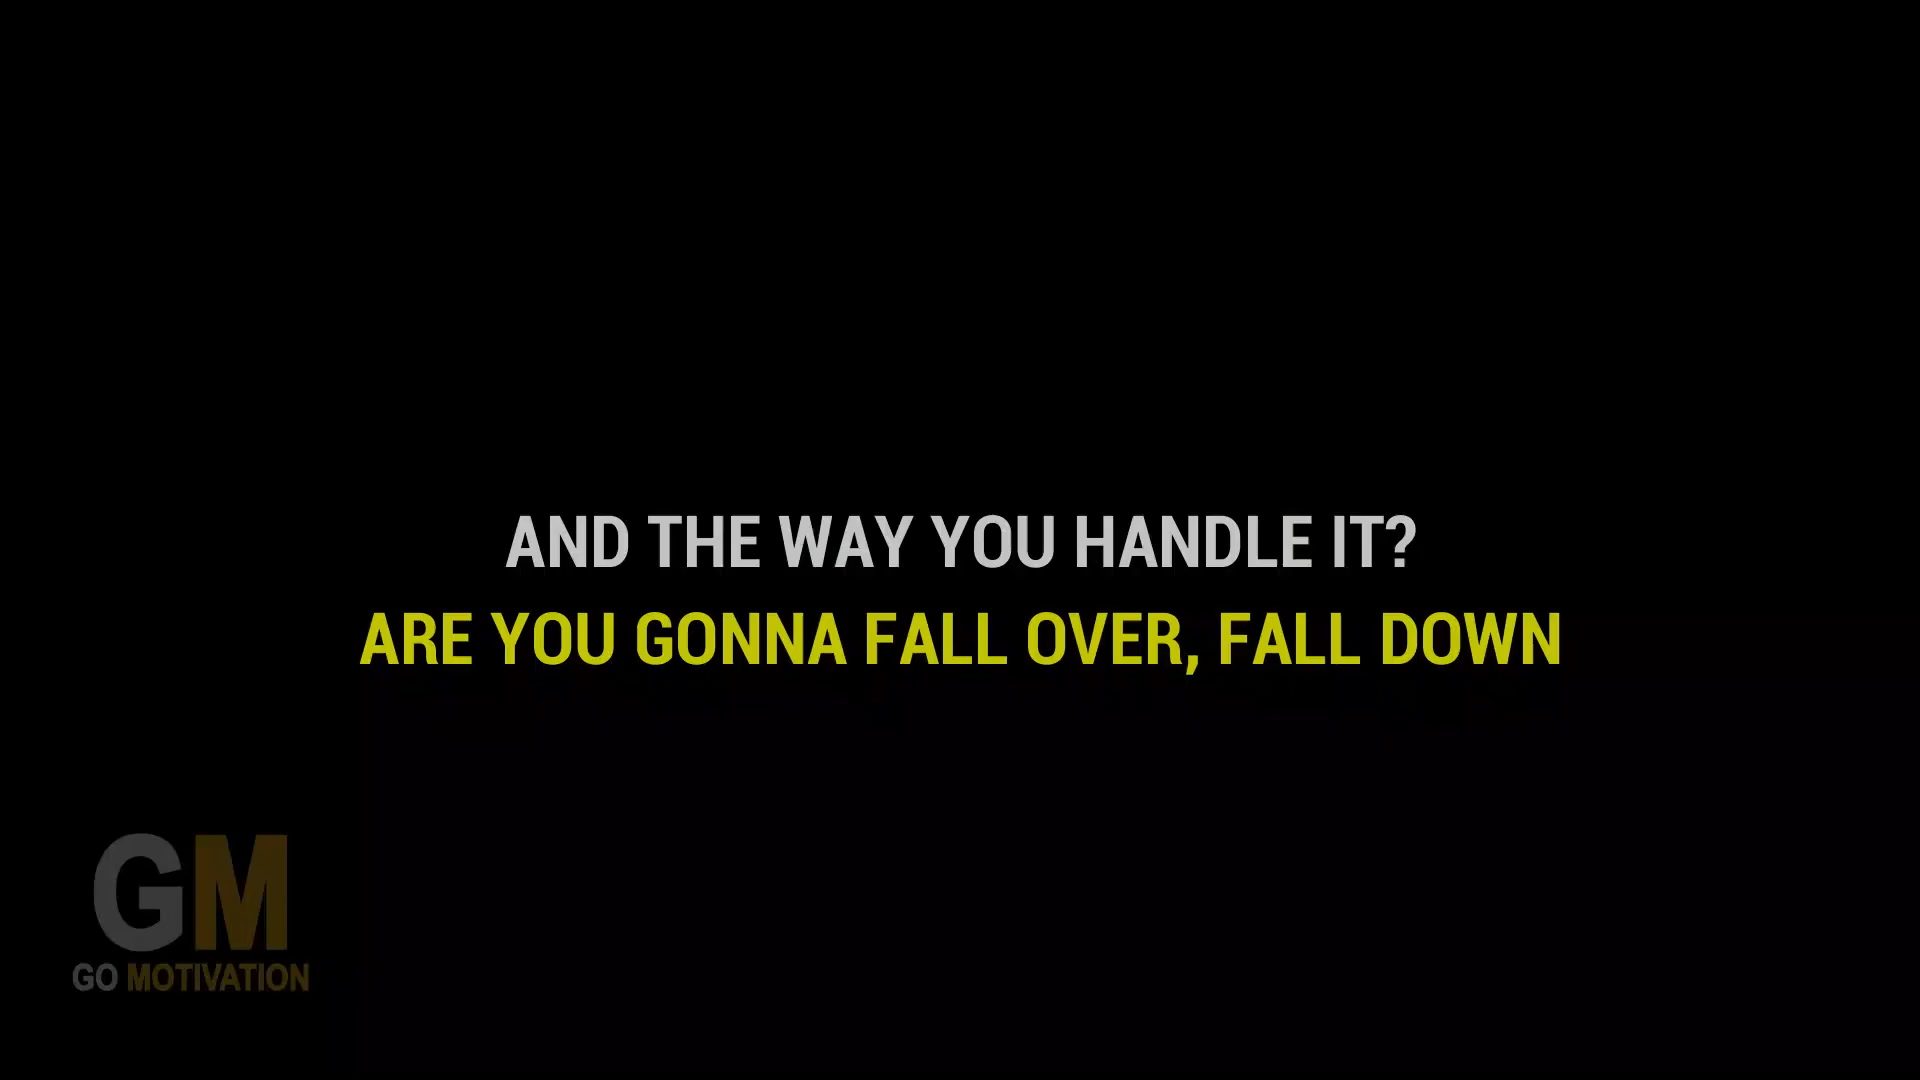 AND THE WAY YOU HANDLE IT?
ARE YOU GONNA FALL OVER, FALL DOWN
GM
GO MOTIVATION